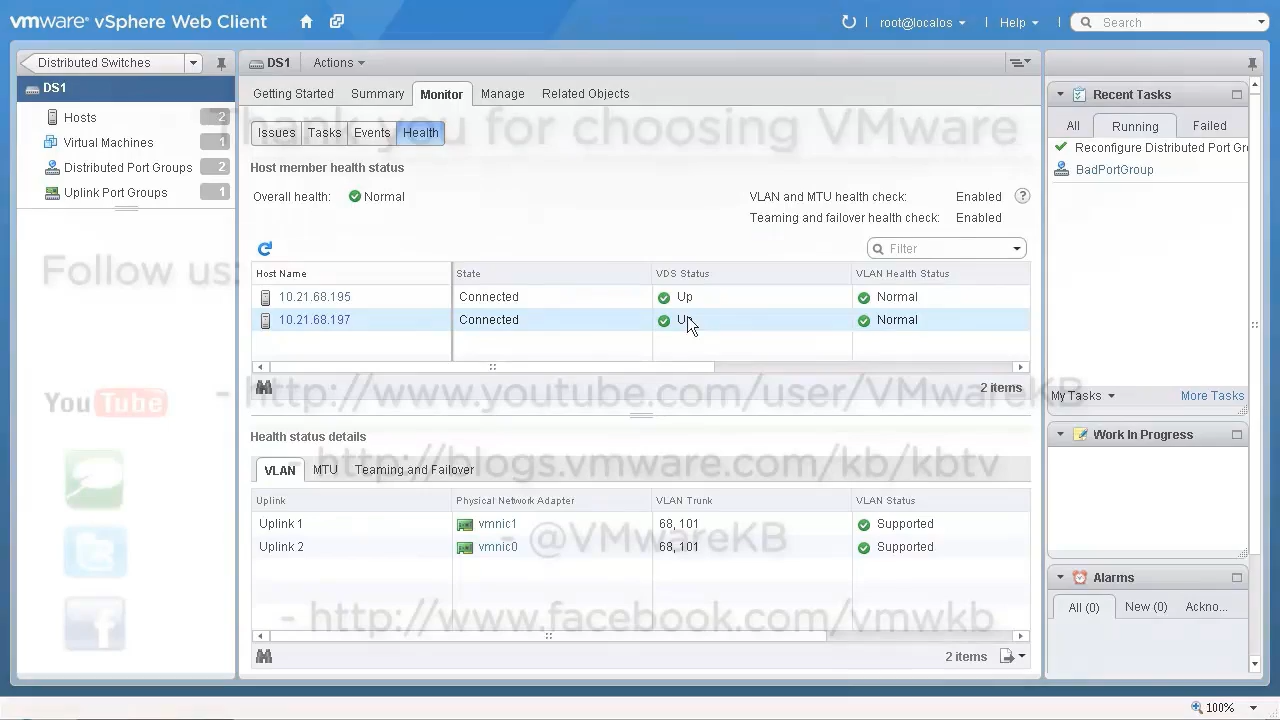 vmware® vSphere Web Client
root@localos
Help
Search
Distributed Switches
DS1
Hosts 2
Virtual Machines 1
Distributed Port Groups 2
Uplink Port Groups 1
DS1 Actions
Getting Started Summary Monitor Manage Related Objects
Thank you for choosing VMware
Issues Tasks Events Health
Host member health status
Overall health: Normal
VLAN and MTU health check: Enabled
Teaming and failover health check: Enabled
Filter
Follow us:
Host Name State VDS Status VLAN Health Status
10.21.68.195 Connected Up Normal
10.21.68.197 Connected Up Normal
2 items
You Tube - http://www.youtube.com/user/VMwareKB
Health status details
- http://blogs.vmware.com/kb/kbtv
VLAN MTU Teaming and Failover
Uplink Physical Network Adapter VLAN Trunk VLAN Status
Uplink 1 vmnic1 68, 101 Supported
- @VMwareKB
Uplink 2 vmnic0 68, 101 Supported
- http://www.facebook.com/vmwkb
2 items
Recent Tasks
All Running Failed
Reconfigure Distributed Port Gr
BadPortGroup
My Tasks More Tasks
Work In Progress
Alarms
All (0) New (0) Ackno...
100%